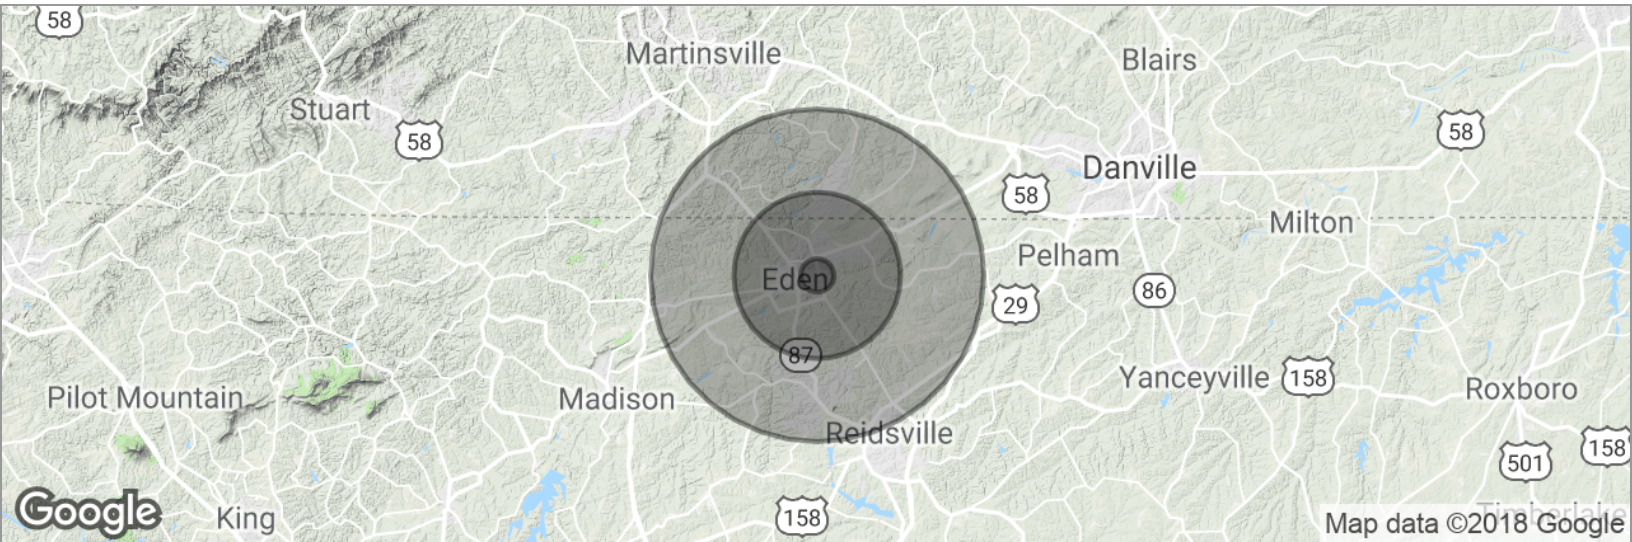 58
Martinsville
Blairs
Stuart
58
58
Danville
58
Milton
Pelham
Eden
86
29
87
Yanceyville
158
Roxboro
Pilot Mountain
Madison
Reidsville
158
501
Google
King
158
Timberlake
Map data ©2018 Google